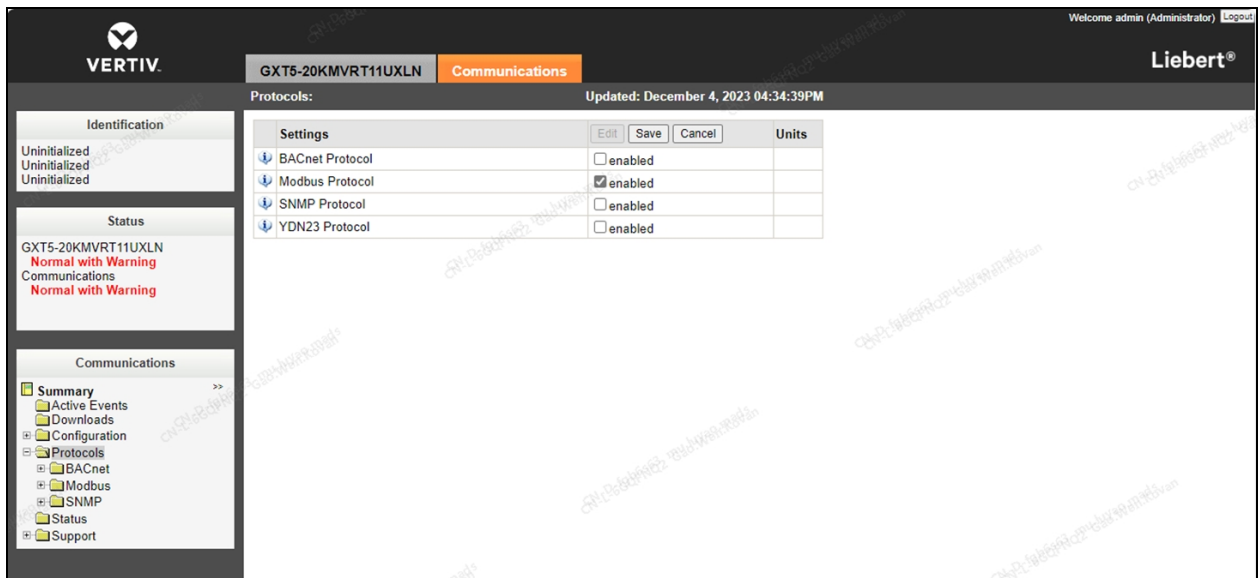 Welcome admin (Administrator) Logout
VERTIV.
GXT5-20KMVRT11UXLN Communications
Liebert®
Protocols: Updated: December 4, 2023 04:34:39PM
Identification
Uninitialized
Uninitialized
Uninitialized
Status
GXT5-20KMVRT11UXLN
Normal with Warning
Communications
Normal with Warning
Communications
Summary >>
Active Events
Downloads
Configuration
Protocols
BACnet
Modbus
SNMP
Status
Support
Settings Edit Save Cancel Units
BACnet Protocol enabled
Modbus Protocol enabled
SNMP Protocol enabled
YDN23 Protocol enabled